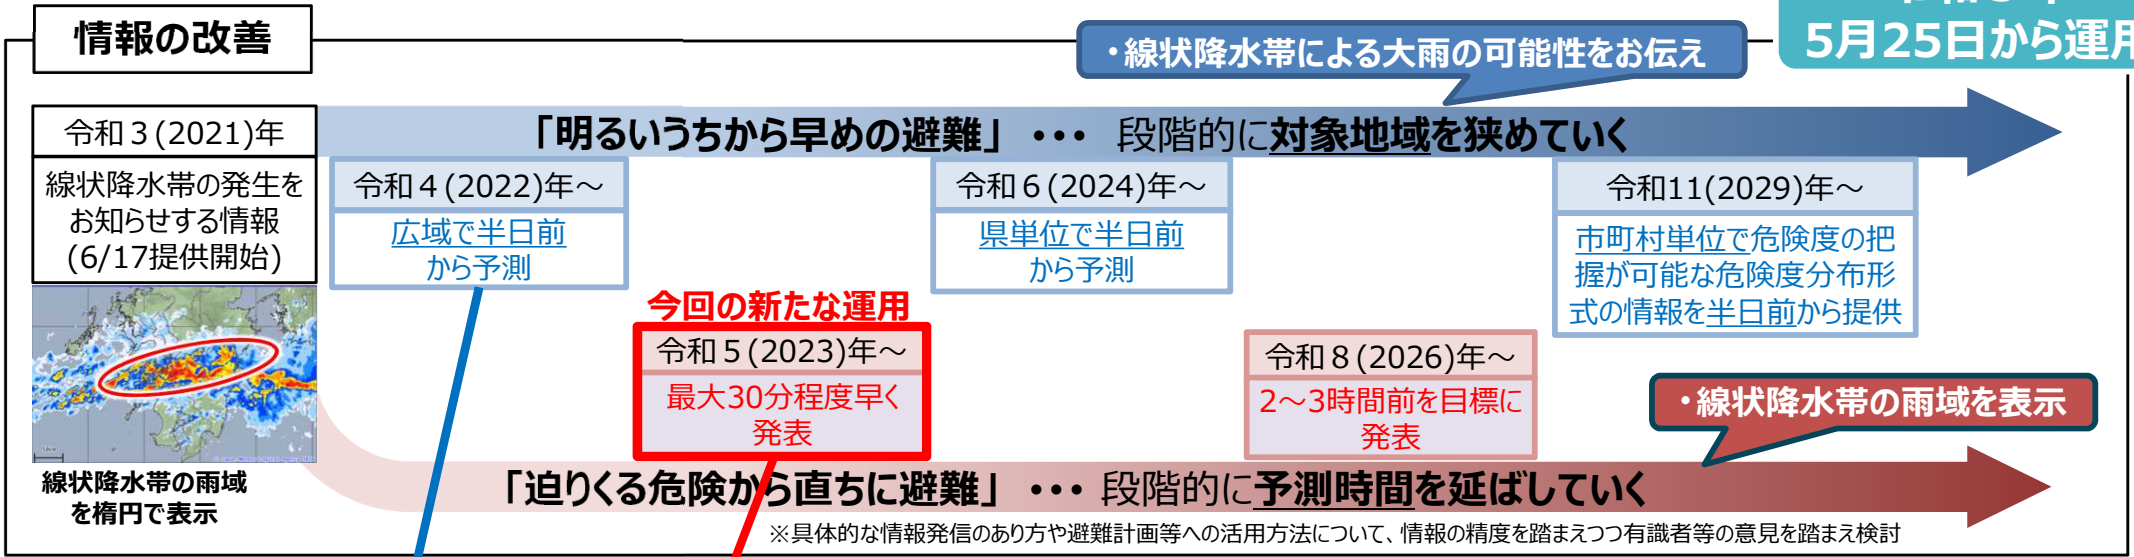 情報の改善
・線状降水帯による大雨の可能性をお伝え
5月25日から運用
令和３(2021)年
線状降水帯の発生を
お知らせする情報
(6/17提供開始)
線状降水帯の雨域
を楕円で表示
「明るいうちから早めの避難」 ･･･ 段階的に対象地域を狭めていく
令和４(2022)年～
広域で半日前
から予測
令和６(2024)年～
県単位で半日前
から予測
令和11(2029)年～
市町村単位で危険度の把
握が可能な危険度分布形
式の情報を半日前から提供
今回の新たな運用
令和５(2023)年～
最大30分程度早く
発表
令和８(2026)年～
2～3時間前を目標に
発表
・線状降水帯の雨域を表示
「迫りくる危険から直ちに避難」 ･･･ 段階的に予測時間を延ばしていく
※具体的な情報発信のあり方や避難計画等への活用方法について、情報の精度を踏まえつつ有識者等の意見を踏まえ検討